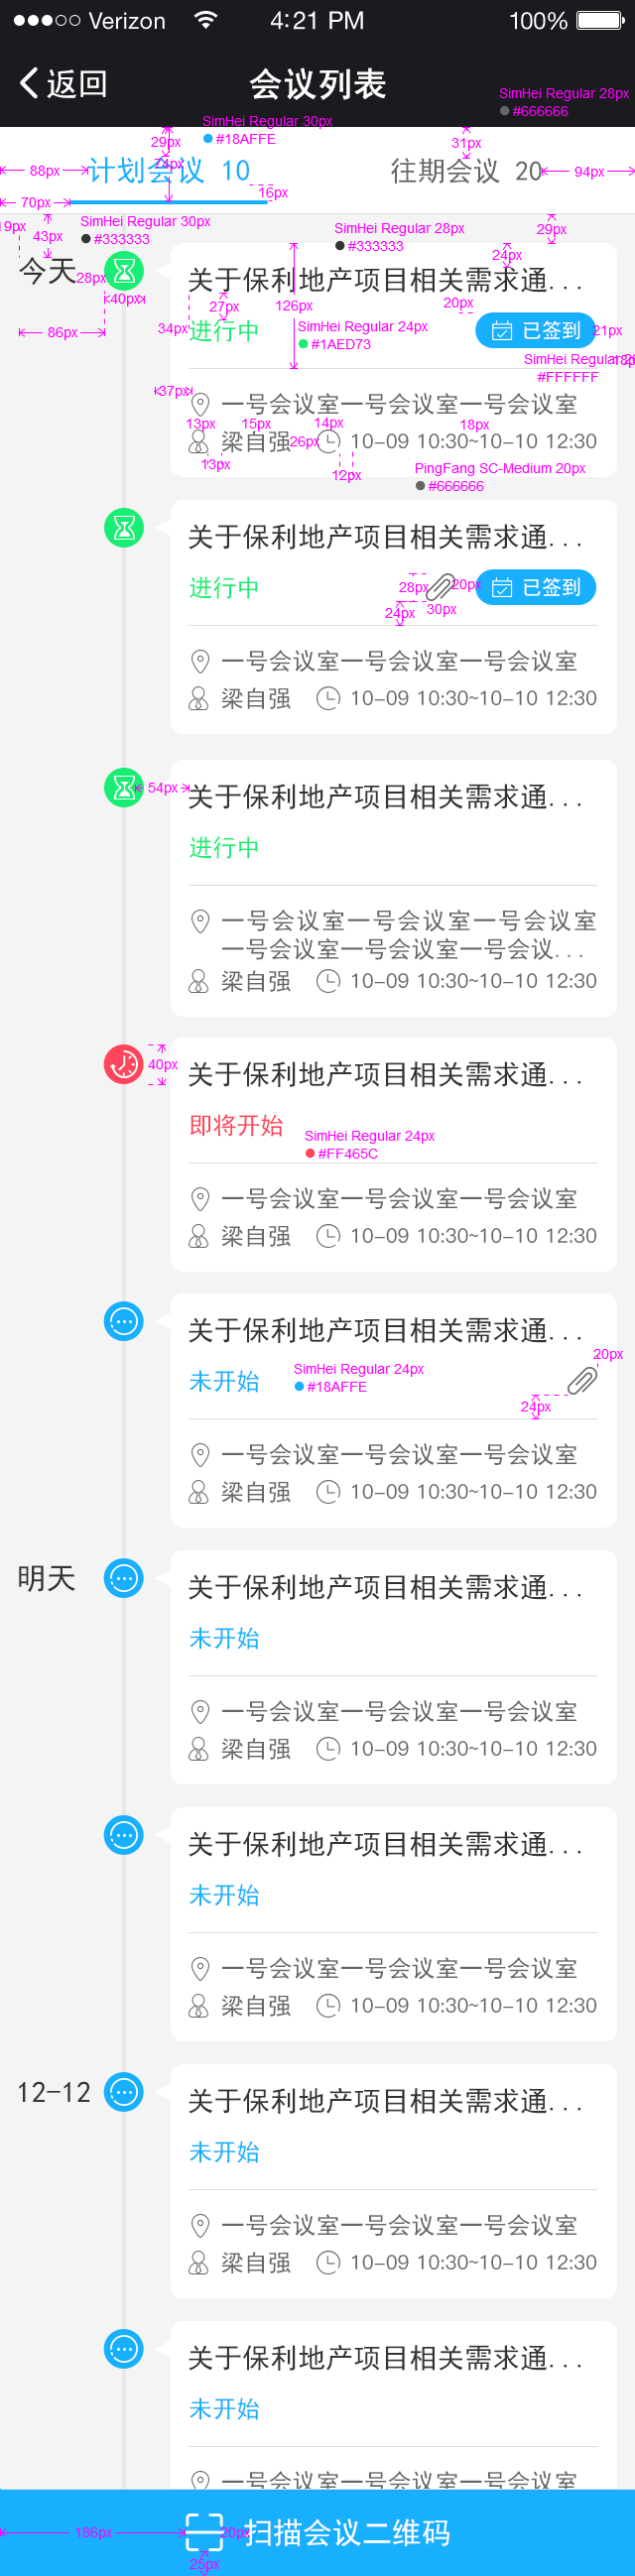 Verizon 4:21 PM 100%
返回 会议列表
SimHei Regular 28px
#666666
SimHei Regular 30px
#18AFFE
29px
31px
计划会议 10 往期会议 20
88px
94px
70px
16px
SimHei Regular 30px
#333333
SimHei Regular 28px
#333333
19px
43px
29px
24px
今天
28px
40px
86px
关于保利地产项目相关需求通...
27px
126px
20px
34px
进行中
SimHei Regular 24px
#1AED73
已签到
21px
18px
#FFFFFF
37px
一号会议室一号会议室一号会议室
13px
15px
14px
18px
梁自强 10-09 10:30~10-10 12:30
26px
13px
12px
PingFang SC-Medium 20px
#666666
关于保利地产项目相关需求通...
进行中
28px
20px
已签到
24px
30px
一号会议室一号会议室一号会议室
梁自强 10-09 10:30~10-10 12:30
54px
关于保利地产项目相关需求通...
进行中
一号会议室一号会议室一号会议室
一号会议室一号会议室一号会议...
梁自强 10-09 10:30~10-10 12:30
40px
关于保利地产项目相关需求通...
即将开始
SimHei Regular 24px
#FF465C
一号会议室一号会议室一号会议室
梁自强 10-09 10:30~10-10 12:30
关于保利地产项目相关需求通...
20px
未开始
SimHei Regular 24px
#18AFFE
24px
一号会议室一号会议室一号会议室
梁自强 10-09 10:30~10-10 12:30
明天
关于保利地产项目相关需求通...
未开始
一号会议室一号会议室一号会议室
梁自强 10-09 10:30~10-10 12:30
关于保利地产项目相关需求通...
未开始
一号会议室一号会议室一号会议室
梁自强 10-09 10:30~10-10 12:30
12-12
关于保利地产项目相关需求通...
未开始
一号会议室一号会议室一号会议室
梁自强 10-09 10:30~10-10 12:30
关于保利地产项目相关需求通...
未开始
一号会议室一号会议室一号会议室
186px
20px
扫描会议二维码
25px